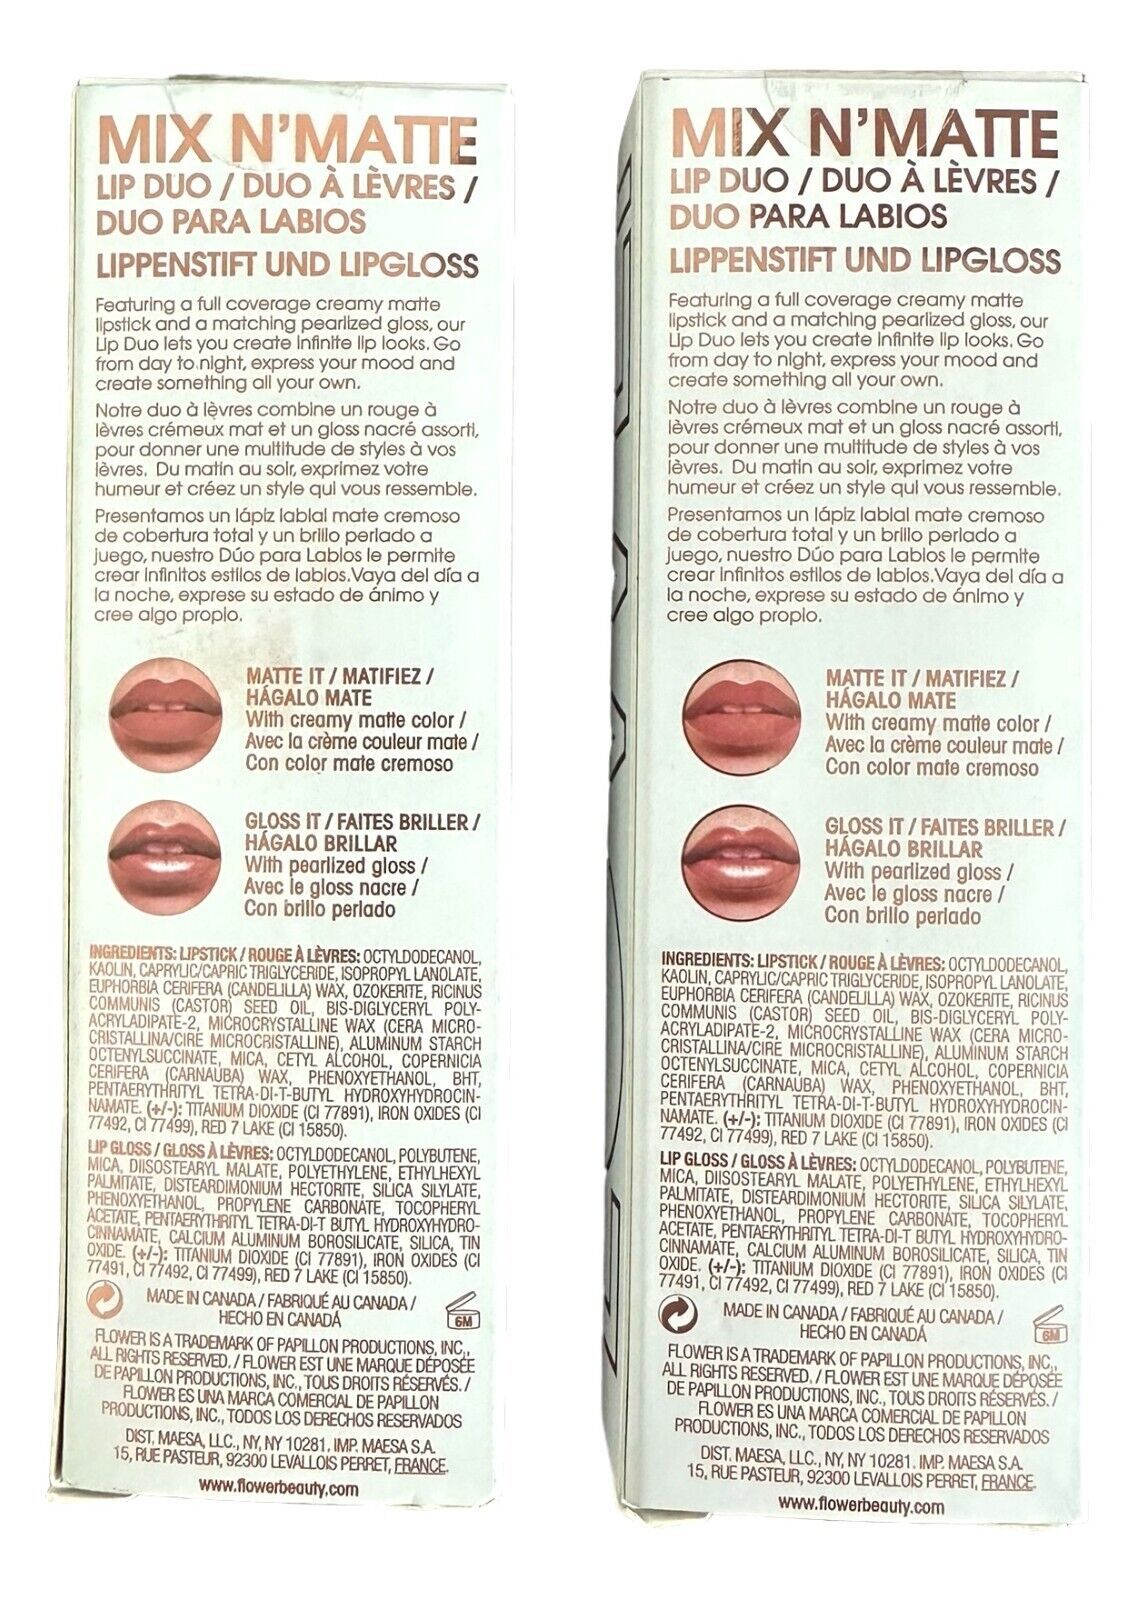 MIX N'MATTE
LIP DUO / DUO À LÈVRES /
DUO PARA LABIOS
LIPPENSTIFT UND LIPGLOSS
Featuring a full coverage creamy matte
lipstick and a matching pearlized gloss, our
Lip Duo lets you create infinite lip looks. Go
from day to night, express your mood and
create something all your own.
Notre duo à lèvres combine un rouge à
lèvres crémeux mat et un gloss nacré assorti,
pour donner une multitude de styles à vos
lèvres. Du matin au soir, exprimez votre
humeur et créez un style qui vous ressemble.
Presentamos un lápiz labial mate cremoso
de cobertura total y un brillo perlado a
juego, nuestro Dúo para Labios le permite
crear infinitos estilos de labios. Vaya del día a
la noche, exprese su estado de ánimo y
cree algo propio.
MATTE IT / MATIFIEZ /
HÁGALO MATE
With creamy matte color /
Avec la crème couleur mate /
Con color mate cremoso
GLOSS IT / FAITES BRILLER /
HÁGALO BRILLAR
With pearlized gloss /
Avec le gloss nacre /
Con brillo perlado
INGREDIENTS: LIPSTICK / ROUGE À LÈVRES: OCTYLDODECANOL,
KAOLIN, CAPRYLIC/CAPRIC TRIGLYCERIDE, ISOPROPYL LANOLATE,
EUPHORBIA CERIFERA (CANDELILLA) WAX, OZOKERITE, RICINUS
COMMUNIS (CASTOR) SEED OIL, BIS-DIGLYCERYL POLY-
ACRYLADIPATE-2, MICROCRYSTALLINE WAX (CERA MICRO-
CRISTALLINA/CIRE MICROCRISTALLINE), ALUMINUM STARCH
OCTENYLSUCCINATE, MICA, CETYL ALCOHOL, COPERNICIA
CERIFERA (CARNAUBA) WAX, PHENOXYETHANOL, BHT,
PENTAERYTHRITYL TETRA-DI-T-BUTYL HYDROXYHYDROCIN-
NAMATE. (+/-): TITANIUM DIOXIDE (CI 77891), IRON OXIDES (CI
77492, CI 77499), RED 7 LAKE (CI 15850).
LIP GLOSS / GLOSS À LÈVRES: OCTYLDODECANOL, POLYBUTENE,
MICA, DIISOSTEARYL MALATE, POLYETHYLENE, ETHYLHEXYL
PALMITATE, DISTEARDIMONIUM HECTORITE, SILICA SILYLATE,
PHENOXYETHANOL, PROPYLENE CARBONATE, TOCOPHERYL
ACETATE, PENTAERYTHRITYL TETRA-DI-T BUTYL HYDROXYHYDRO-
CINNAMATE, CALCIUM ALUMINUM BOROSILICATE, SILICA, TIN
OXIDE. (+/-): TITANIUM DIOXIDE (CI 77891), IRON OXIDES (CI
77491, CI 77492, CI 77499), RED 7 LAKE (CI 15850).
MADE IN CANADA / FABRIQUÉ AU CANADA /
HECHO EN CANADÁ
6M
FLOWER IS A TRADEMARK OF PAPILLON PRODUCTIONS, INC.,
ALL RIGHTS RESERVED. / FLOWER EST UNE MARQUE DÉPOSÉE
DE PAPILLON PRODUCTIONS, INC., TOUS DROITS RÉSERVÉS. /
FLOWER ES UNA MARCA COMERCIAL DE PAPILLON
PRODUCTIONS, INC., TODOS LOS DERECHOS RESERVADOS
DIST. MAESA, LLC., NY, NY 10281. IMP. MAESA S.A.
15, RUE PASTEUR, 92300 LEVALLOIS PERRET, FRANCE.
www.flowerbeauty.com
MIX N'MATTE
LIP DUO / DUO À LÈVRES /
DUO PARA LABIOS
LIPPENSTIFT UND LIPGLOSS
Featuring a full coverage creamy matte
lipstick and a matching pearlized gloss, our
Lip Duo lets you create infinite lip looks. Go
from day to night, express your mood and
create something all your own.
Notre duo à lèvres combine un rouge à
lèvres crémeux mat et un gloss nacré assorti,
pour donner une multitude de styles à vos
lèvres. Du matin au soir, exprimez votre
humeur et créez un style qui vous ressemble.
Presentamos un lápiz labial mate cremoso
de cobertura total y un brillo perlado a
juego, nuestro Dúo para Labios le permite
crear infinitos estilos de labios. Vaya del día a
la noche, exprese su estado de ánimo y
cree algo propio.
MATTE IT / MATIFIEZ /
HÁGALO MATE
With creamy matte color /
Avec la crème couleur mate /
Con color mate cremoso
GLOSS IT / FAITES BRILLER /
HÁGALO BRILLAR
With pearlized gloss /
Avec le gloss nacre /
Con brillo perlado
INGREDIENTS: LIPSTICK / ROUGE À LÈVRES: OCTYLDODECANOL,
KAOLIN, CAPRYLIC/CAPRIC TRIGLYCERIDE, ISOPROPYL LANOLATE,
EUPHORBIA CERIFERA (CANDELILLA) WAX, OZOKERITE, RICINUS
COMMUNIS (CASTOR) SEED OIL, BIS-DIGLYCERYL POLY-
ACRYLADIPATE-2, MICROCRYSTALLINE WAX (CERA MICRO-
CRISTALLINA/CIRE MICROCRISTALLINE), ALUMINUM STARCH
OCTENYLSUCCINATE, MICA, CETYL ALCOHOL, COPERNICIA
CERIFERA (CARNAUBA) WAX, PHENOXYETHANOL, BHT,
PENTAERYTHRITYL TETRA-DI-T-BUTYL HYDROXYHYDROCIN-
NAMATE. (+/-): TITANIUM DIOXIDE (CI 77891), IRON OXIDES (CI
77492, CI 77499), RED 7 LAKE (CI 15850).
LIP GLOSS / GLOSS À LÈVRES: OCTYLDODECANOL, POLYBUTENE,
MICA, DIISOSTEARYL MALATE, POLYETHYLENE, ETHYLHEXYL
PALMITATE, DISTEARDIMONIUM HECTORITE, SILICA SILYLATE,
PHENOXYETHANOL, PROPYLENE CARBONATE, TOCOPHERYL
ACETATE, PENTAERYTHRITYL TETRA-DI-T BUTYL HYDROXYHYDRO-
CINNAMATE, CALCIUM ALUMINUM BOROSILICATE, SILICA, TIN
OXIDE. (+/-): TITANIUM DIOXIDE (CI 77891), IRON OXIDES (CI
77491, CI 77492, CI 77499), RED 7 LAKE (CI 15850).
MADE IN CANADA / FABRIQUÉ AU CANADA /
HECHO EN CANADÁ
6M
FLOWER IS A TRADEMARK OF PAPILLON PRODUCTIONS, INC.,
ALL RIGHTS RESERVED. / FLOWER EST UNE MARQUE DÉPOSÉE
DE PAPILLON PRODUCTIONS, INC., TOUS DROITS RÉSERVÉS. /
FLOWER ES UNA MARCA COMERCIAL DE PAPILLON
PRODUCTIONS, INC., TODOS LOS DERECHOS RESERVADOS
DIST. MAESA, LLC., NY, NY 10281. IMP. MAESA S.A.
15, RUE PASTEUR, 92300 LEVALLOIS PERRET, FRANCE.
www.flowerbeauty.com